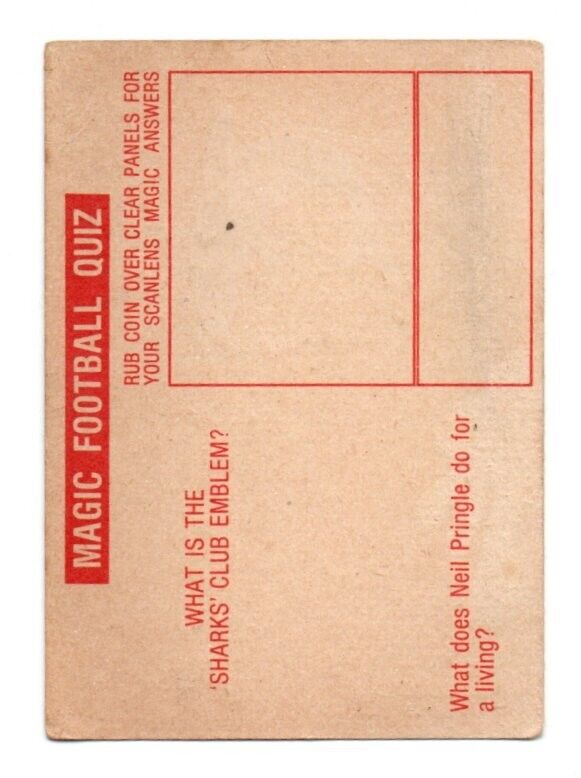 MAGIC FOOTBALL QUIZ
RUB COIN OVER CLEAR PANELS FOR
YOUR SCANLENS MAGIC ANSWERS
WHAT IS THE
'SHARKS' CLUB EMBLEM?
What does Neil Pringle do for
a living?